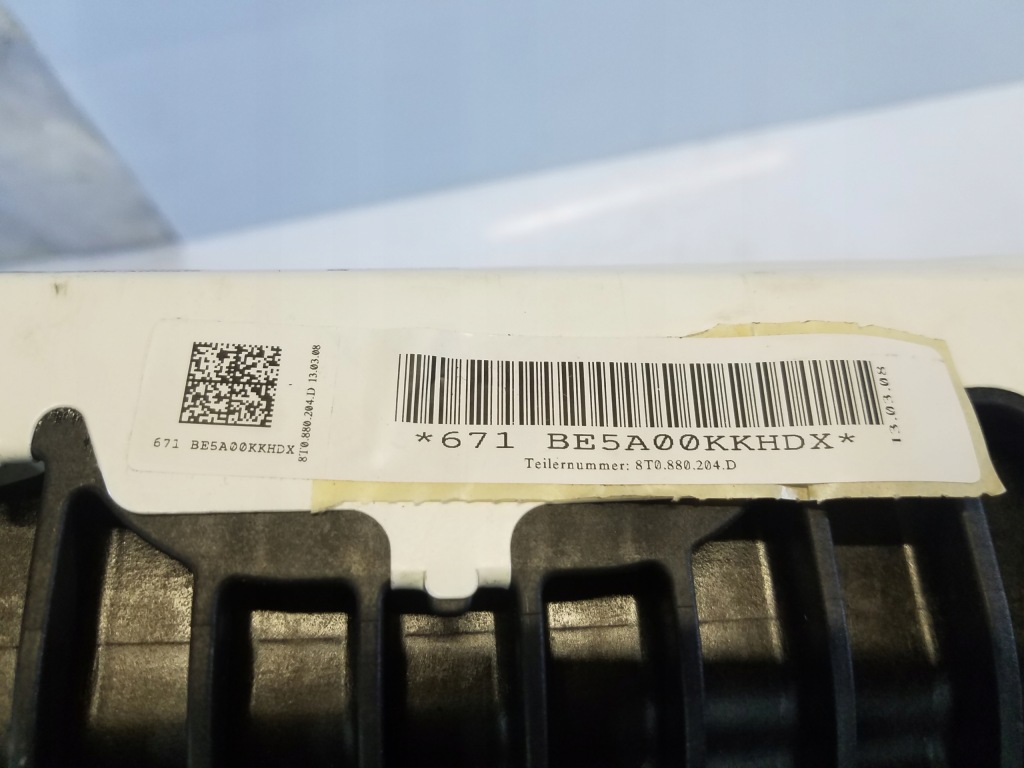 671 BE5A00KKHDX
8T0.880.204.D 13.03.08
*671 BE5A00KKHDX*
Teilernummer: 8T0.880.204.D
13.03.08